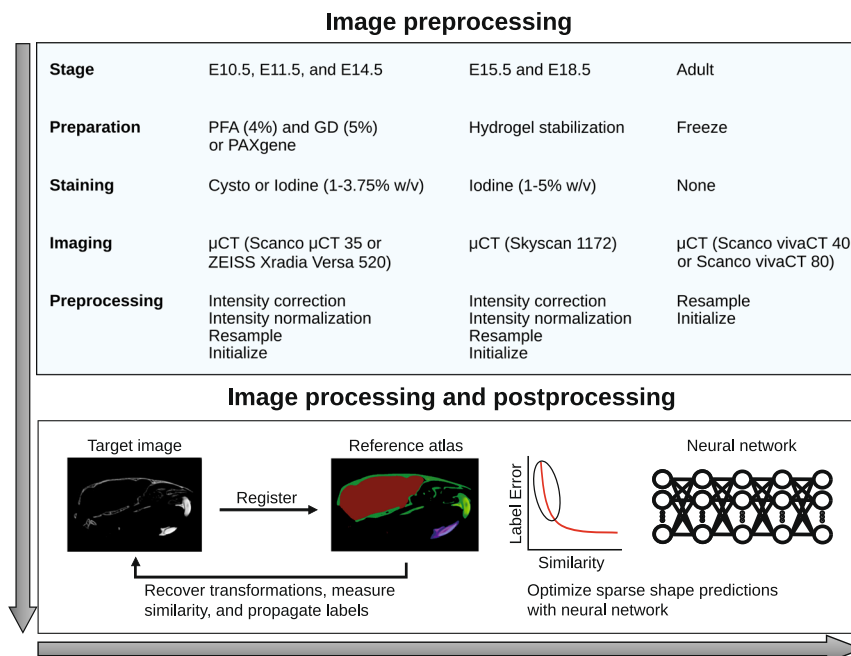 Image preprocessing
Stage E10.5, E11.5, and E14.5 E15.5 and E18.5 Adult
Preparation PFA (4%) and GD (5%) Hydrogel stabilization Freeze
or PAXgene
Staining Cysto or Iodine (1-3.75% w/v) Iodine (1-5% w/v) None
Imaging µCT (Scanco µCT 35 or µCT (Skyscan 1172) µCT (Scanco vivaCT 40
ZEISS Xradia Versa 520) or Scanco vivaCT 80)
Preprocessing Intensity correction Intensity correction Resample
Intensity normalization Intensity normalization Initialize
Resample Resample
Initialize Initialize
Image processing and postprocessing
Target image Reference atlas Neural network
Register
Label Error
Similarity
Recover transformations, measure
similarity, and propagate labels
Optimize sparse shape predictions
with neural network